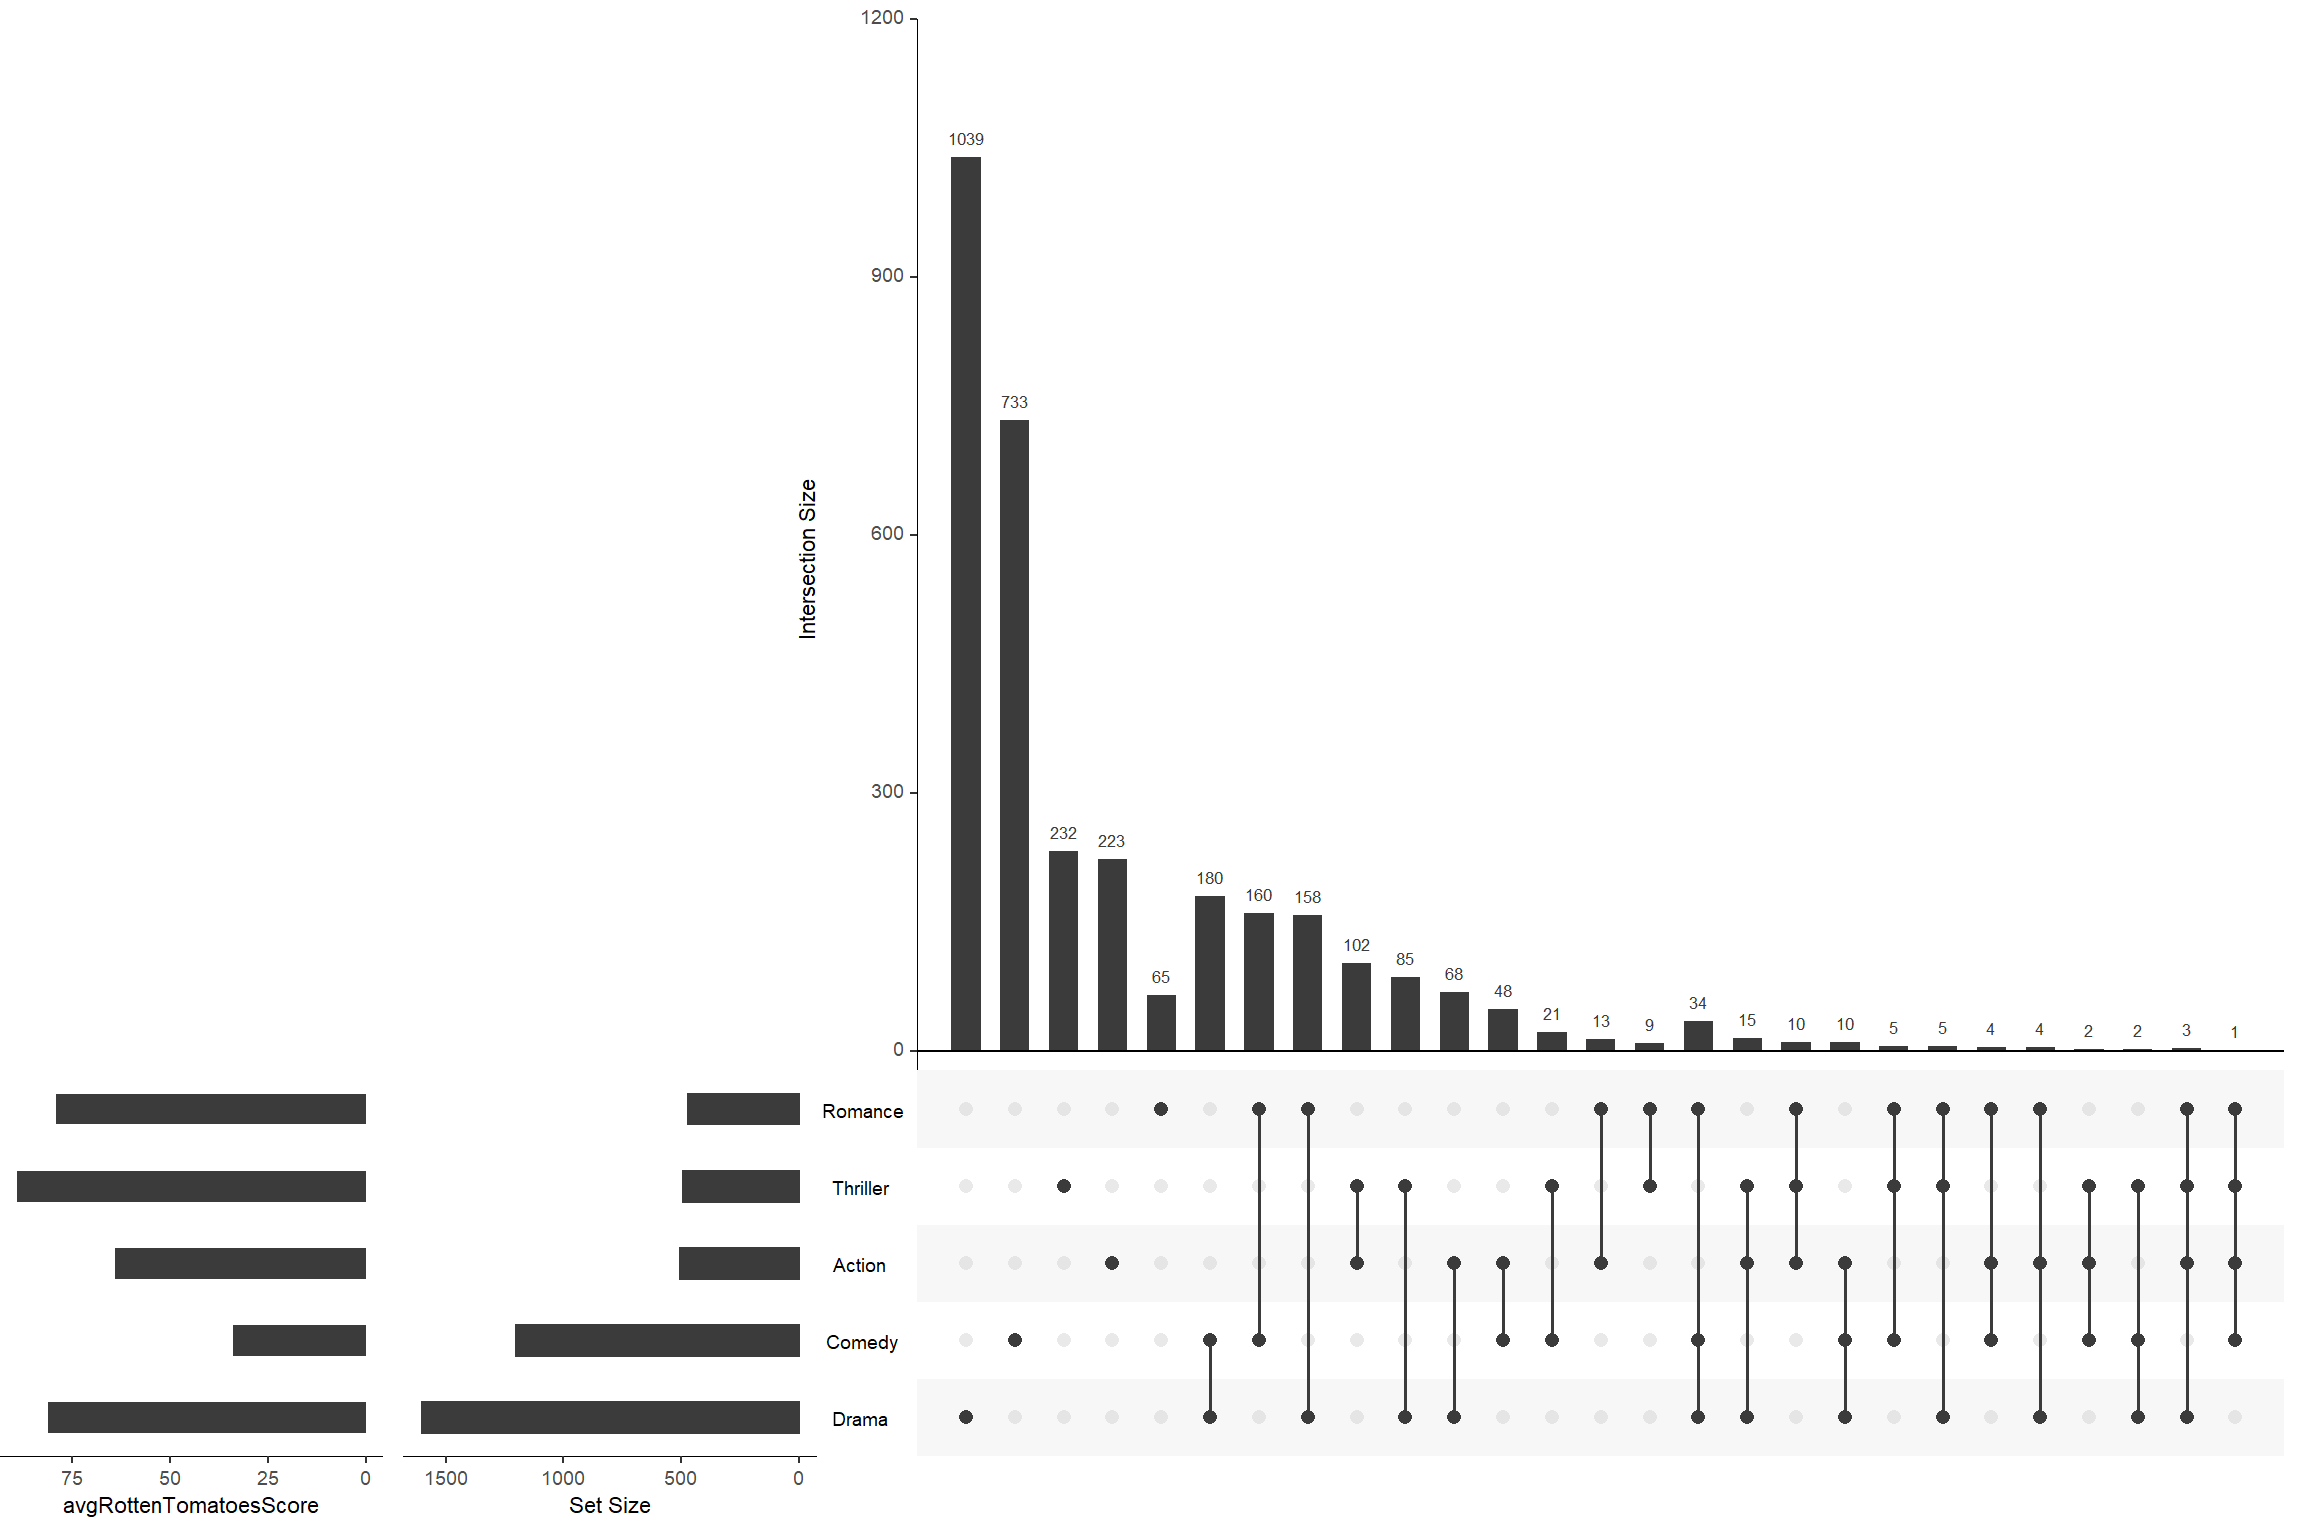 1200
1039
900
733
Intersection Size
600
300
232 223
180 160 158
102 85 68 48
65
21 13 9 34 15 10 10 5 5 4 4 2 2 3 1
0
Romance
Thriller
Action
Comedy
Drama
75 50 25 0 1500 1000 500 0
avgRottenTomatoesScore Set Size